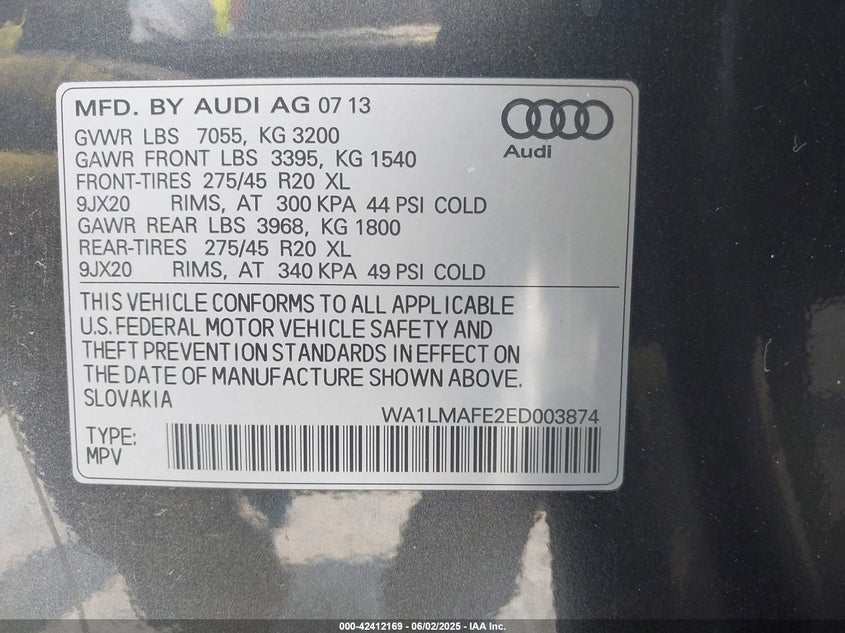 MFD. BY AUDI AG 07 13
Audi
GVWR LBS 7055, KG 3200
GAWR FRONT LBS 3395, KG 1540
FRONT-TIRES 275/45 R20 XL
9JX20 RIMS, AT 300 KPA 44 PSI COLD
GAWR REAR LBS 3968, KG 1800
REAR-TIRES 275/45 R20 XL
9JX20 RIMS, AT 340 KPA 49 PSI COLD
THIS VEHICLE CONFORMS TO ALL APPLICABLE
U.S. FEDERAL MOTOR VEHICLE SAFETY AND
THEFT PREVENTION STANDARDS IN EFFECT ON
THE DATE OF MANUFACTURE SHOWN ABOVE.
SLOVAKIA
WA1LMAFE2ED003874
TYPE:
MPV
000-42412169 - 06/02/2025 - IAA Inc.